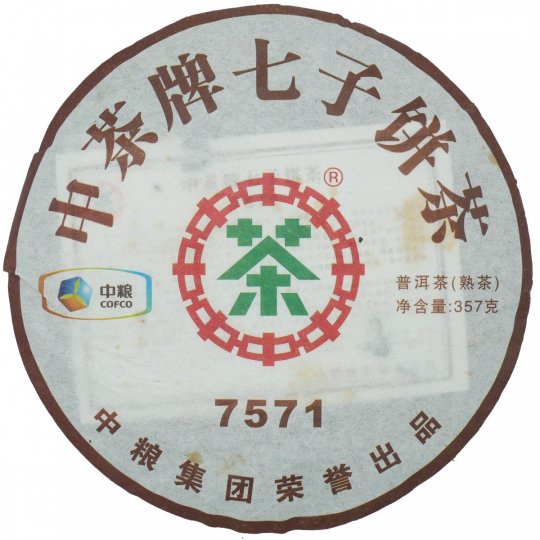 中茶牌七子饼茶
®
茶
中粮
COFCO
普洱茶(熟茶)
净含量:357克
7571
中粮集团荣誉出品